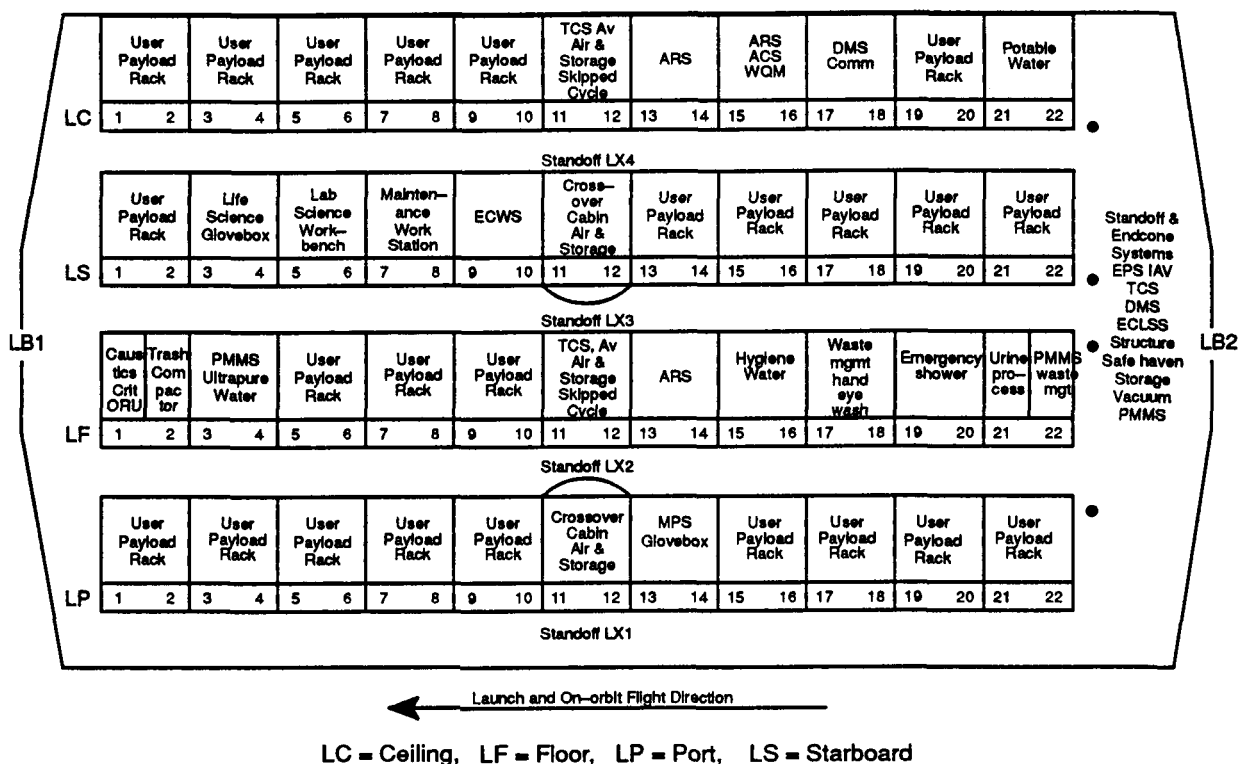 User Payload Rack
User Payload Rack
User Payload Rack
User Payload Rack
User Payload Rack
TCS Av Air & Storage Skipped Cycle
ARS
ARS ACS WQM
DMS Comm
User Payload Rack
Potable Water
LC 1 2 3 4 5 6 7 8 9 10 11 12 13 14 15 16 17 18 19 20 21 22
Standoff LX4
User Payload Rack
Life Science Glovebox
Lab Science Work– bench
Mainten– ance Work Station
ECWS
Cross– over Cabin Air & Storage
User Payload Rack
User Payload Rack
User Payload Rack
User Payload Rack
User Payload Rack
LS 1 2 3 4 5 6 7 8 9 10 11 12 13 14 15 16 17 18 19 20 21 22
Standoff LX3
LB1
Caus tics Crit ORU
Trash Com pac tor
PMMS Ultrapure Water
User Payload Rack
User Payload Rack
User Payload Rack
TCS, Av Air & Storage Skipped Cycle
ARS
Hygiene Water
Waste mgmt hand eye wash
Emergency shower
Urine pro– cess
PMMS waste mgt
LF 1 2 3 4 5 6 7 8 9 10 11 12 13 14 15 16 17 18 19 20 21 22
Standoff LX2
User Payload Rack
User Payload Rack
User Payload Rack
User Payload Rack
User Payload Rack
Crossover Cabin Air & Storage
MPS Glovebox
User Payload Rack
User Payload Rack
User Payload Rack
User Payload Rack
LP 1 2 3 4 5 6 7 8 9 10 11 12 13 14 15 16 17 18 19 20 21 22
Standoff LX1
Standoff &
Endcone
Systems
EPS IAV
TCS
DMS
ECLSS
Structure
Safe haven
Storage
Vacuum
PMMS
LB2
Launch and On–orbit Flight Direction
LC = Ceiling, LF = Floor, LP = Port, LS = Starboard